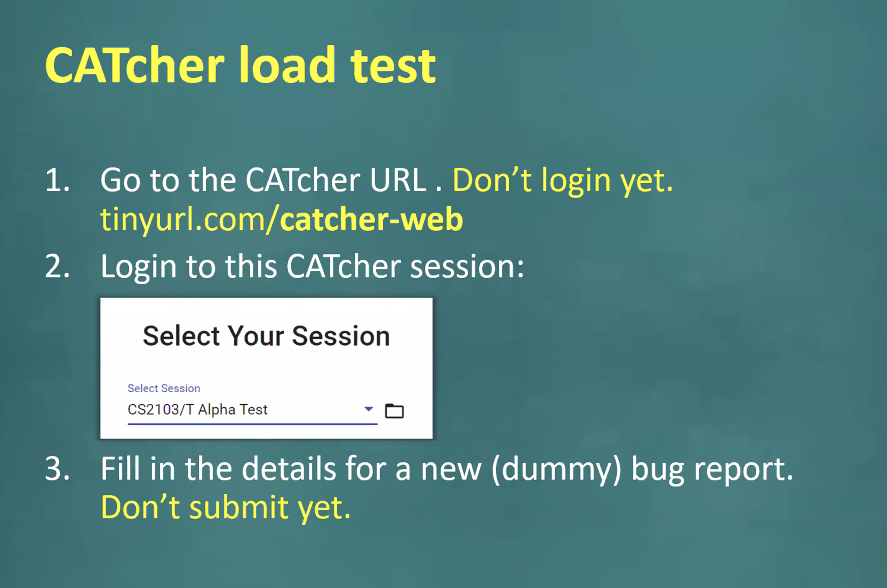 CATcher load test
1. Go to the CATcher URL . Don't login yet.
tinyurl.com/catcher-web
2. Login to this CATcher session:
Select Your Session
Select Session
CS2103/T Alpha Test
3. Fill in the details for a new (dummy) bug report.
Don't submit yet.